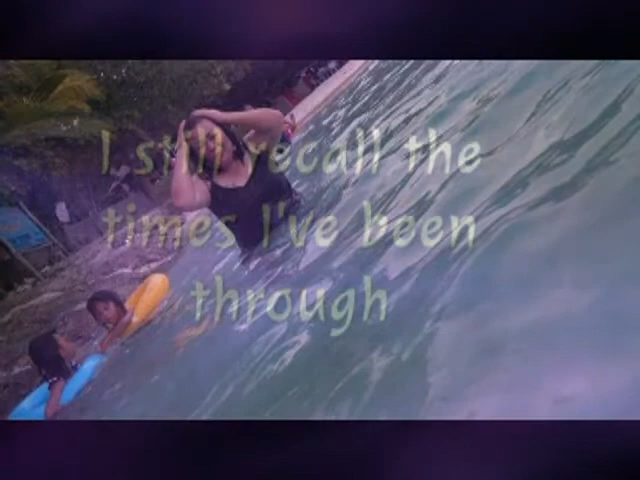 I still recall the
times I've been
through